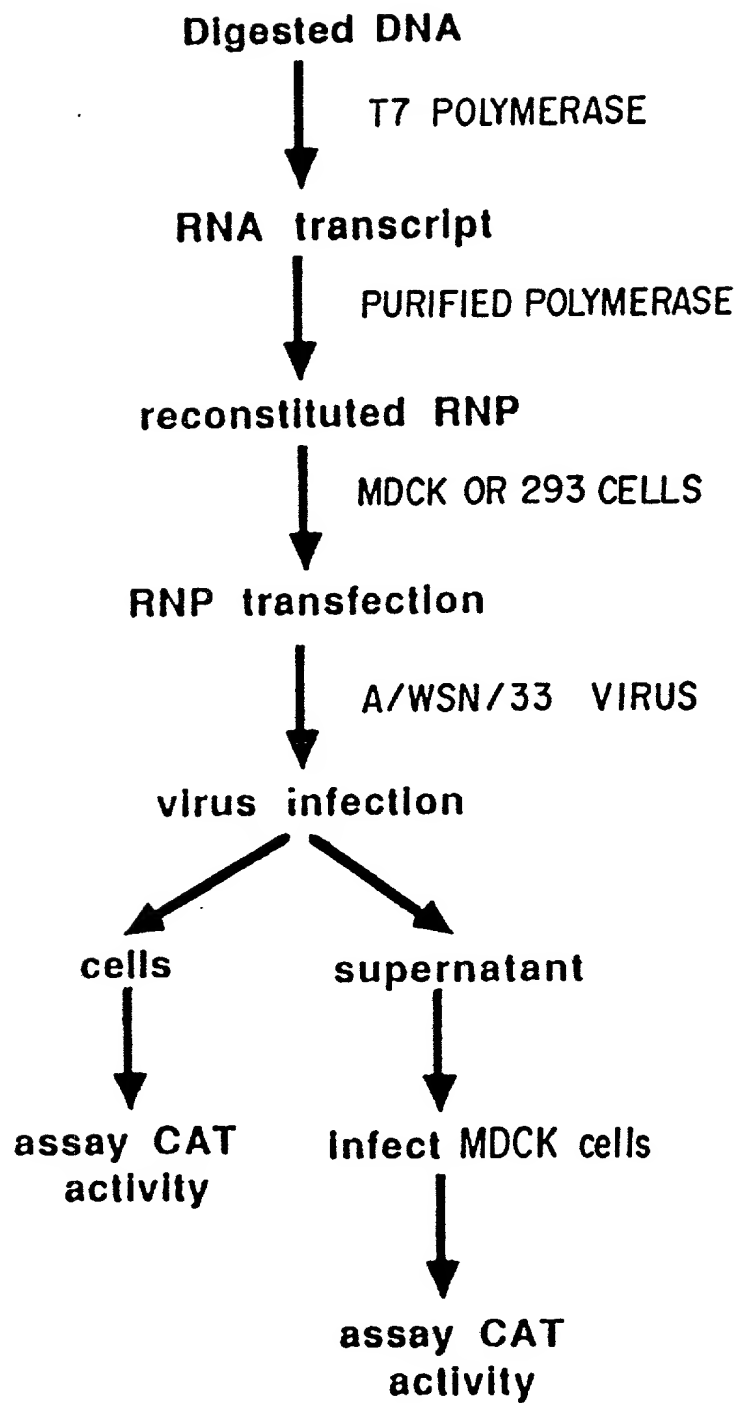 Digested DNA
T7 POLYMERASE
RNA transcript
PURIFIED POLYMERASE
reconstituted RNP
MDCK OR 293 CELLS
RNP transfection
A/WSN/33 VIRUS
virus infection
cells
supernatant
assay CAT
activity
infect MDCK cells
assay CAT
activity